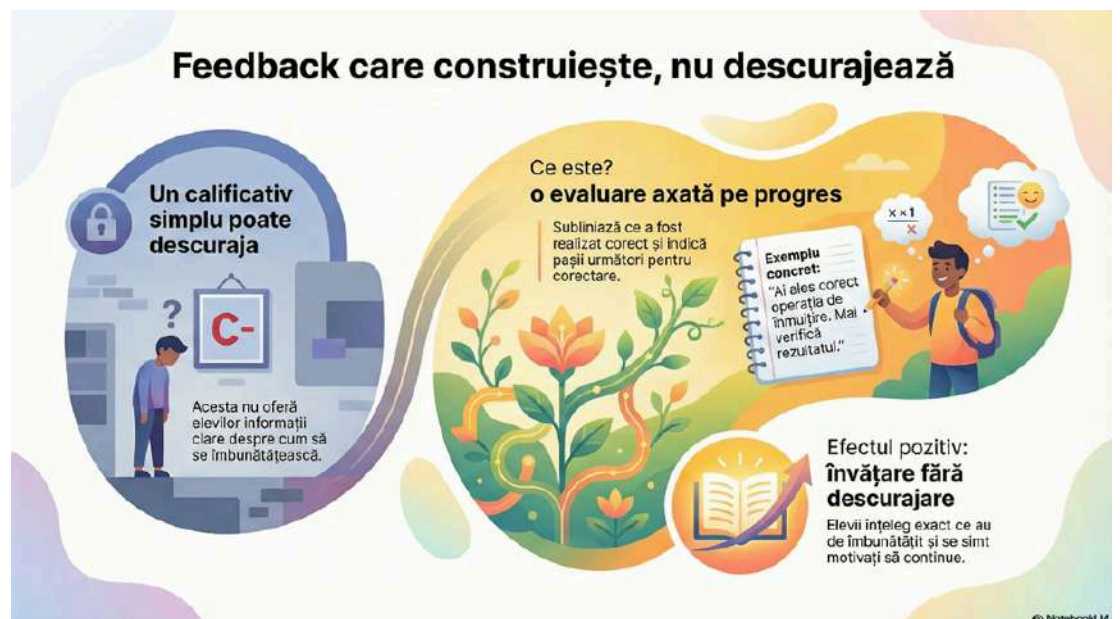 Feedback care construiește, nu descurajează
Un calificativ
simplu poate
descuraja
C-
?
Acesta nu oferă
elevilor informații
clare despre cum să
se îmbunătățească.
Ce este?
o evaluare axată pe progres
Subliniază ce a fost
realizat corect și indică
pașii următori pentru
corectare.
Exemplu
concret:
"Ai ales corect
operația de
înmulțire. Mai
verifică
rezultatul."
x×1
x
Efectul pozitiv:
învățare fără
descurajare
Elevii înțeleg exact ce au
de îmbunătățit și se simt
motivați să continue.
NotebookLM